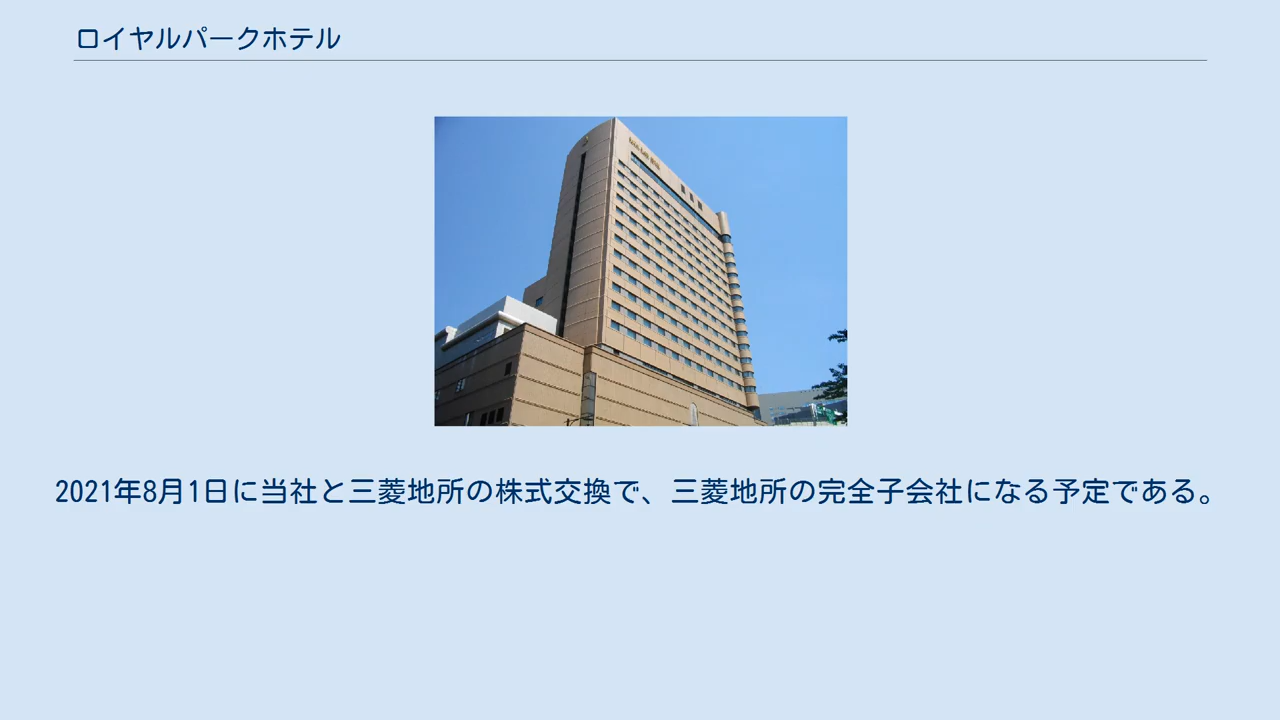 ロイヤルパークホテル
2021年8月1日に当社と三菱地所の株式交換で、三菱地所の完全子会社になる予定である。